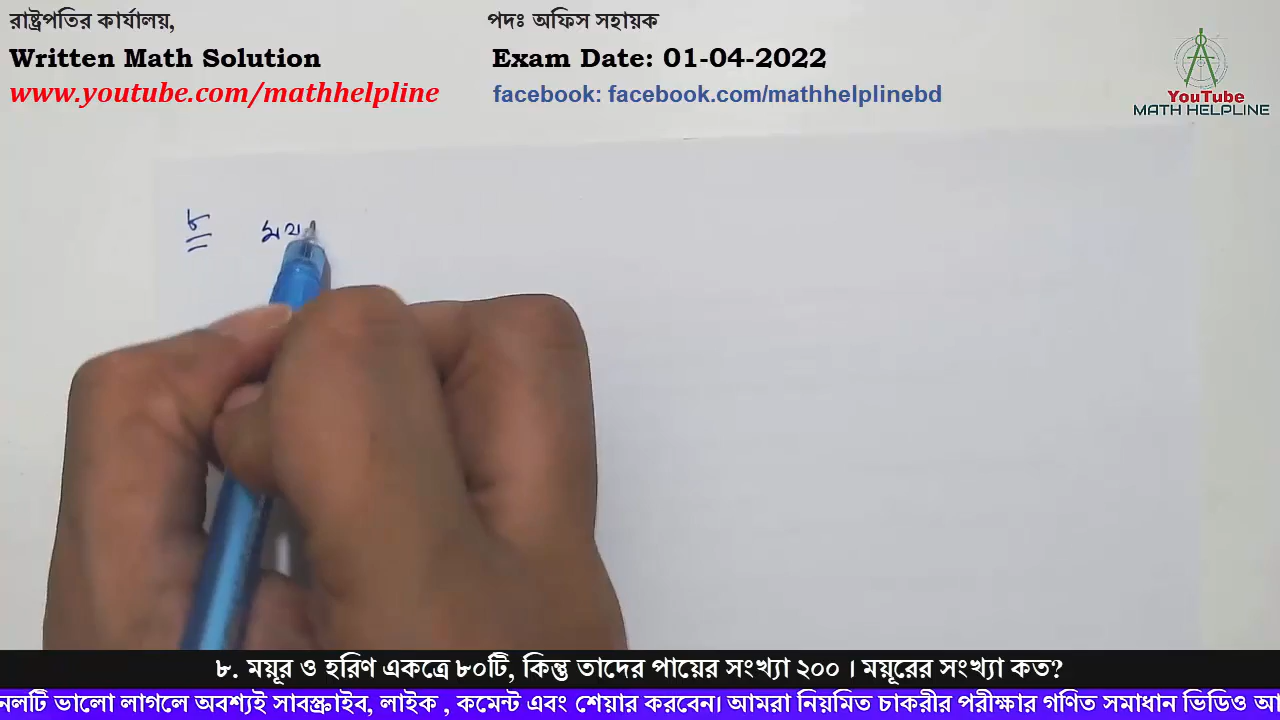 রাষ্ট্রপতির কার্যালয়,
পদঃ অফিস সহায়ক
Written Math Solution
Exam Date: 01-04-2022
www.youtube.com/mathhelpline
facebook: facebook.com/mathhelplinebd
YouTube
MATH HELPLINE
৮
৮. ময়ূর ও হরিণ একত্রে ৮০টি, কিন্তু তাদের পায়ের সংখ্যা ২০০ । ময়ূরের সংখ্যা কত?
নলটি ভালো লাগলে অবশ্যই সাবস্ক্রাইব, লাইক , কমেন্ট এবং শেয়ার করবেন। আমরা নিয়মিত চাকরীর পরীক্ষার গণিত সমাধান ভিডিও আ